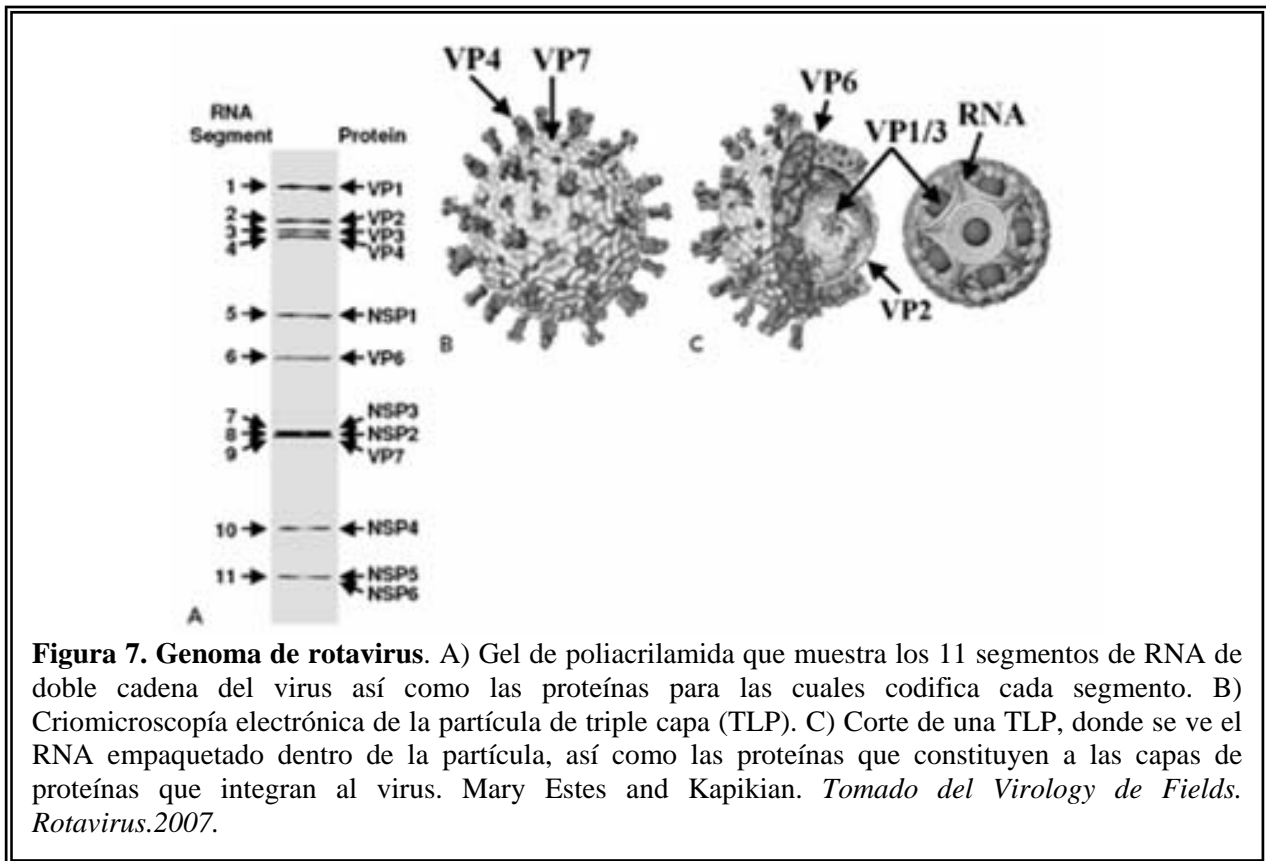 VP4 VP7
VP6
VP1/3 RNA
VP2
B
C
RNA
Segment
Protein
1
VP1
2
VP2
3
VP3
4
VP4
5
NSP1
6
VP6
7
NSP3
8
NSP2
9
VP7
10
NSP4
11
NSP5
NSP6
A
Figura 7. Genoma de rotavirus. A) Gel de poliacrilamida que muestra los 11 segmentos de RNA de
doble cadena del virus así como las proteínas para las cuales codifica cada segmento. B)
Criomicroscopía electrónica de la partícula de triple capa (TLP). C) Corte de una TLP, donde se ve el
RNA empaquetado dentro de la partícula, así como las proteínas que constituyen a las capas de
proteínas que integran al virus. Mary Estes and Kapikian. Tomado del Virology de Fields.
Rotavirus.2007.